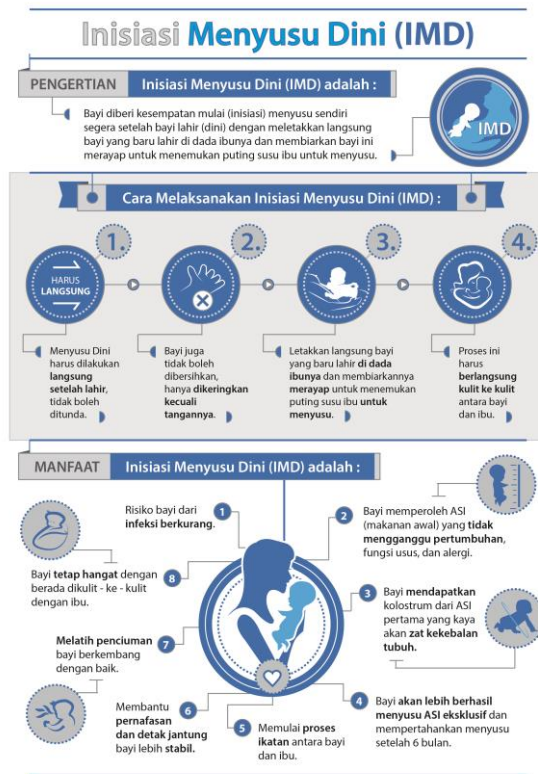 Inisiasi Menyusu Dini (IMD)
PENGERTIAN
Inisiasi Menyusu Dini (IMD) adalah :
Bayi diberi kesempatan mulai (inisiasi) menyusu sendiri
segera setelah bayi lahir (dini) dengan meletakkan langsung
bayi yang baru lahir di dada ibunya dan membiarkan bayi ini
merayap untuk menemukan puting susu ibu untuk menyusu.
IMD
Cara Melaksanakan Inisiasi Menyusu Dini (IMD) :
1.
HARUS
LANGSUNG
Menyusu Dini
harus dilakukan
langsung
setelah lahir,
tidak boleh
ditunda.
2.
Bayi juga
tidak boleh
dibersihkan,
hanya dikeringkan
kecuali
tangannya.
3.
Letakkan langsung bayi
yang baru lahir di dada
ibunya dan membiarkannya
merayap untuk menemukan
puting susu ibu untuk
menyusu.
4.
Proses ini
harus
berlangsung
kulit ke kulit
antara bayi
dan ibu.
MANFAAT
Inisiasi Menyusu Dini (IMD) adalah :
1
Risiko bayi dari
infeksi berkurang.
2
Bayi memperoleh ASI
(makanan awal) yang tidak
mengganggu pertumbuhan,
fungsi usus, dan alergi.
3
Bayi mendapatkan
kolostrum dari ASI
pertama yang kaya
akan zat kekebalan
tubuh.
4
Bayi akan lebih berhasil
menyusu ASI eksklusif dan
mempertahankan menyusu
setelah 6 bulan.
5
Memulai proses
ikatan antara bayi
dan ibu.
6
Membantu
pernafasan
dan detak jantung
bayi lebih stabil.
7
Melatih penciuman
bayi berkembang
dengan baik.
8
Bayi tetap hangat dengan
berada dikulit - ke - kulit
dengan ibu.